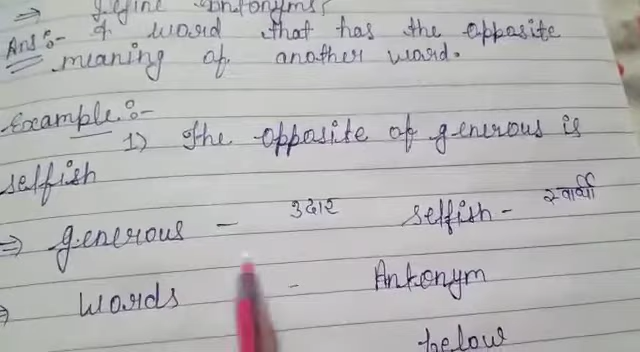 ⇒ Define Antonyms?
Ans:- A word that has the opposite
meaning of another word.
Example:-
1) The opposite of generous is
selfish
⇒ generous - उदार selfish - स्वार्थी
⇒ Words - Antonym
below